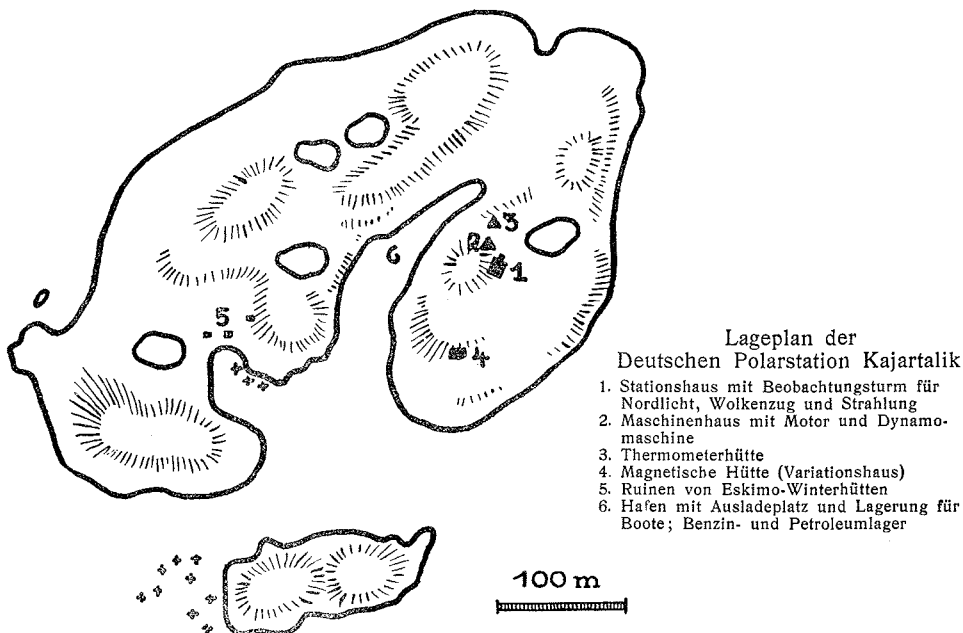 3
2
1
6
5
4
Lageplan der
Deutschen Polarstation Kajartalik
1. Stationshaus mit Beobachtungsturm für
Nordlicht, Wolkenzug und Strahlung
2. Maschinenhaus mit Motor und Dynamo-
maschine
3. Thermometerhütte
4. Magnetische Hütte (Variationshaus)
5. Ruinen von Eskimo-Winterhütten
6. Hafen mit Ausladeplatz und Lagerung für
Boote; Benzin- und Petroleumlager
100 m